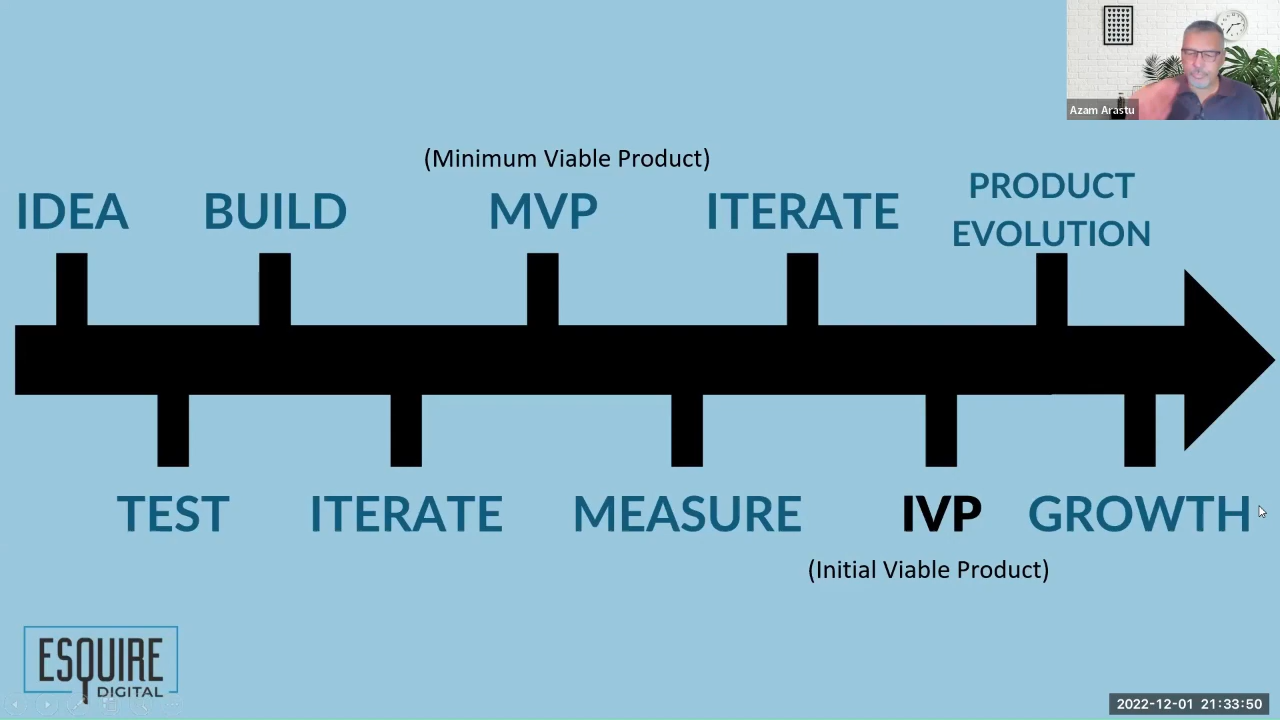 Azam Arastu
(Minimum Viable Product)
IDEA
BUILD
MVP
ITERATE
PRODUCT
EVOLUTION
TEST
ITERATE
MEASURE
IVP
GROWTH
(Initial Viable Product)
ESQUIRE
DIGITAL
2022-12-01 21:33:50